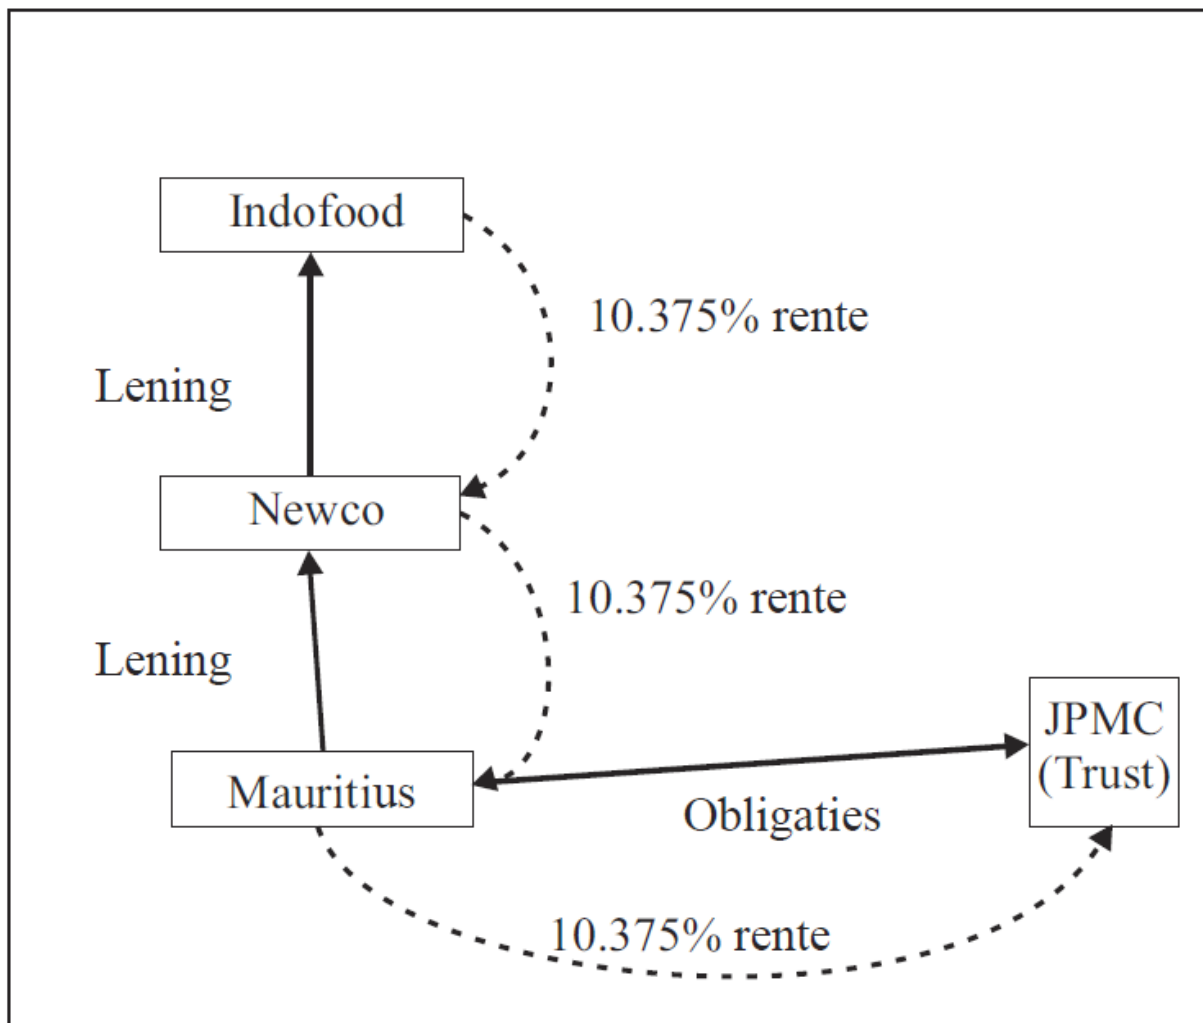 Indofood
10.375% rente
Lening
Newco
10.375% rente
Lening
JPMC
(Trust)
Mauritius
Obligaties
10.375% rente